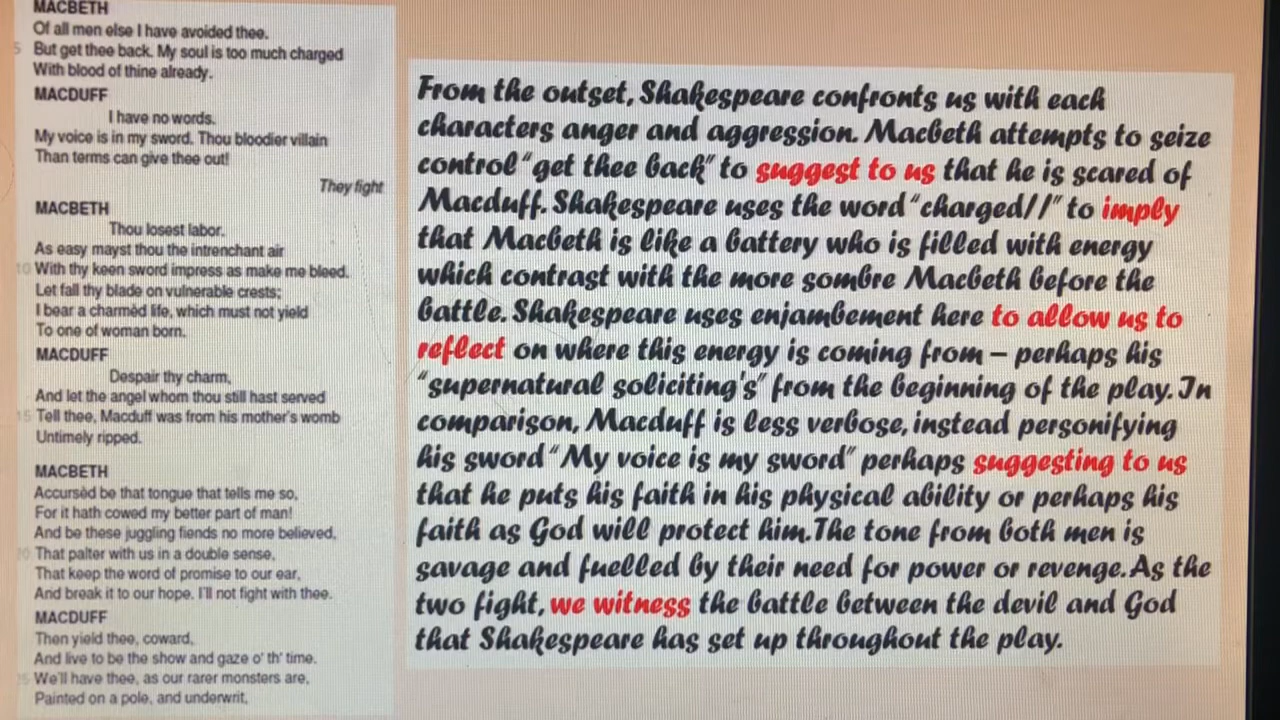 MACBETH
Of all men else I have avoided thee.
5 But get thee back. My soul is too much charged
With blood of thine already.
MACDUFF
I have no words.
My voice is in my sword. Thou bloodier villain
Than terms can give thee out!
They fight
MACBETH
Thou losest labor.
As easy mayst thou the intrenchant air
10 With thy keen sword impress as make me bleed.
Let fall thy blade on vulnerable crests;
I bear a charmèd life, which must not yield
To one of woman born.
MACDUFF
Despair thy charm,
And let the angel whom thou still hast served
15 Tell thee, Macduff was from his mother's womb
Untimely ripped.
MACBETH
Accursèd be that tongue that tells me so,
For it hath cowed my better part of man!
And be these juggling fiends no more believed,
20 That palter with us in a double sense,
That keep the word of promise to our ear,
And break it to our hope. I'll not fight with thee.
MACDUFF
Then yield thee, coward,
And live to be the show and gaze o' th' time.
25 We'll have thee, as our rarer monsters are,
Painted on a pole, and underwrit,
From the outset, Shakespeare confronts us with each
characters anger and aggression. Macbeth attempts to seize
control "get thee back" to suggest to us that he is scared of
Macduff. Shakespeare uses the word "charged//" to imply
that Macbeth is like a battery who is filled with energy
which contrast with the more sombre Macbeth before the
battle. Shakespeare uses enjambement here to allow us to
reflect on where this energy is coming from – perhaps his
"supernatural soliciting's" from the beginning of the play. In
comparison, Macduff is less verbose, instead personifying
his sword "My voice is my sword" perhaps suggesting to us
that he puts his faith in his physical ability or perhaps his
faith as God will protect him.The tone from both men is
savage and fuelled by their need for power or revenge. As the
two fight, we witness the battle between the devil and God
that Shakespeare has set up throughout the play.